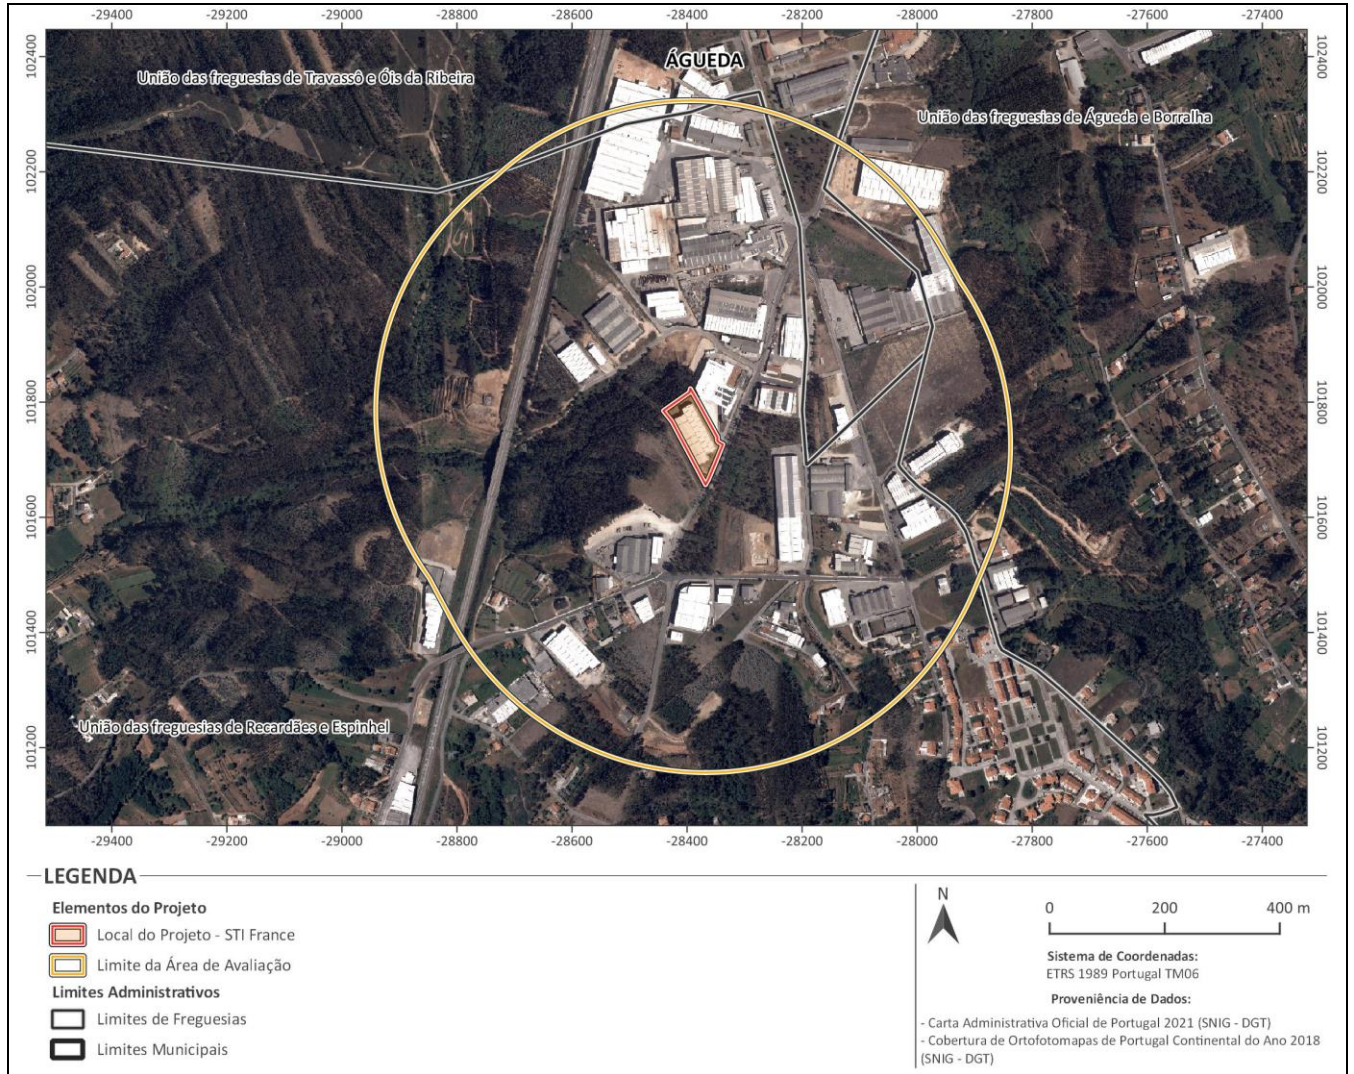 -29400 -29200 -29000 -28800 -28600 -28400 -28200 -28000 -27800 -27600 -27400
102400 102400
ÁGUEDA
União das freguesias de Travassô e Óis da Ribeira
União das freguesias de Águeda e Borralha
102200 102200
102000 102000
101800 101800
101600 101600
101400 101400
União das freguesias de Recardães e Espinhel
101200 101200
-29400 -29200 -29000 -28800 -28600 -28400 -28200 -28000 -27800 -27600 -27400
LEGENDA
Elementos do Projeto
Local do Projeto - STI France
Limite da Área de Avaliação
Limites Administrativos
Limites de Freguesias
Limites Municipais
N
0 200 400 m
Sistema de Coordenadas:
ETRS 1989 Portugal TM06
Proveniência de Dados:
- Carta Administrativa Oficial de Portugal 2021 (SNIG - DGT)
- Cobertura de Ortofotomapas de Portugal Continental do Ano 2018
(SNIG - DGT)